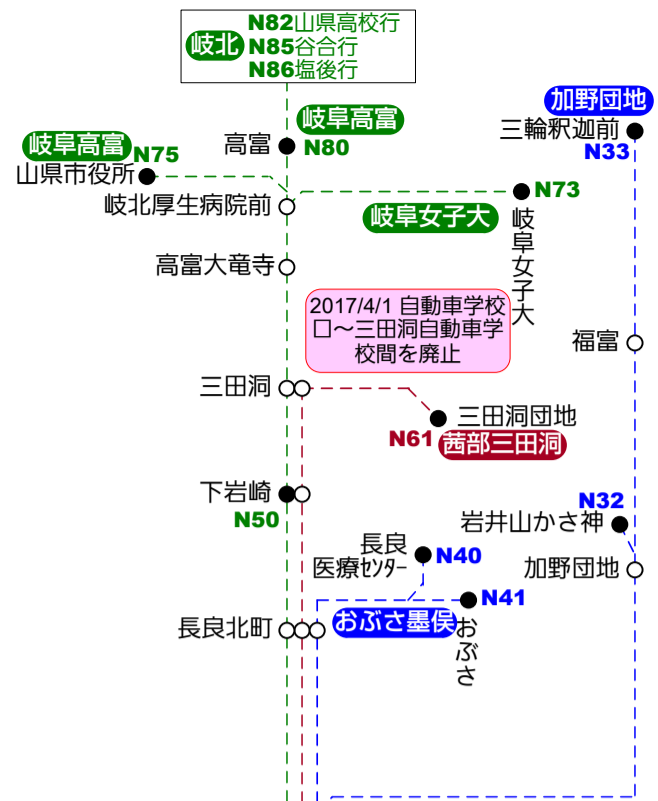 岐北
N82山県高校行
N85谷合行
N86塩後行
加野団地
岐阜高富
三輪釈迦前
N33
岐阜高富
N75
高富
N80
山県市役所
N73
岐北厚生病院前
岐阜女子大
岐阜女子大
高富大竜寺
2017/4/1 自動車学校
口〜三田洞自動車学
校間を廃止
福富
三田洞
三田洞団地
N61
茜部三田洞
下岩崎
N50
N32
岩井山かさ神
長良
医療センター
N40
加野団地
N41
おぶさ墨俣
おぶさ
長良北町